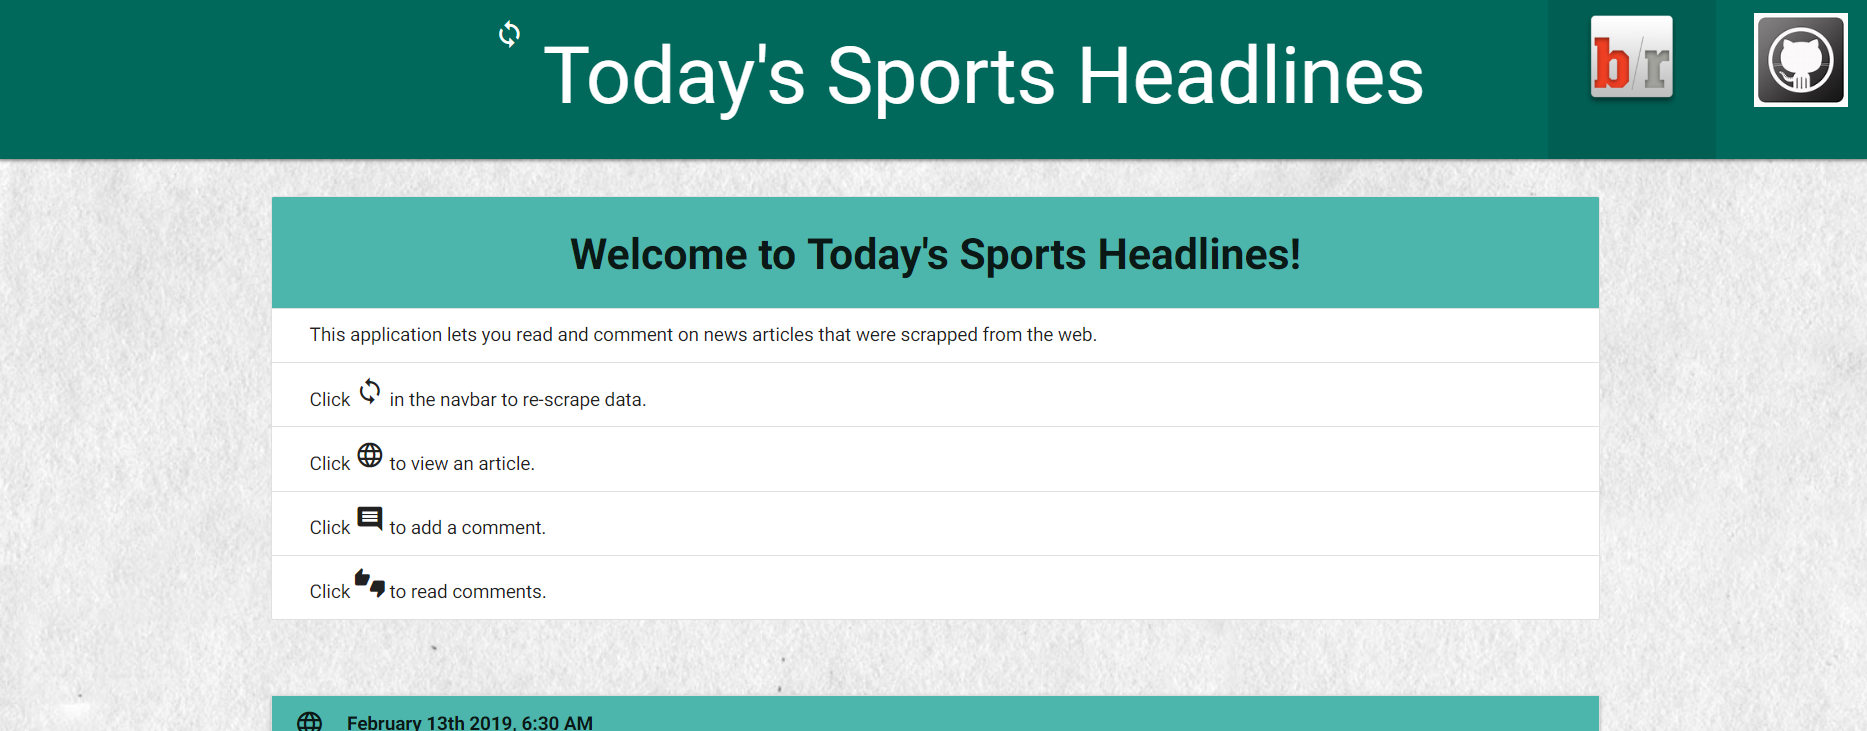 Today's Sports Headlines
b/r
Welcome to Today's Sports Headlines!
This application lets you read and comment on news articles that were scrapped from the web.
Click in the navbar to re-scrape data.
Click to view an article.
Click to add a comment.
Click to read comments.
February 13th 2019, 6:30 AM